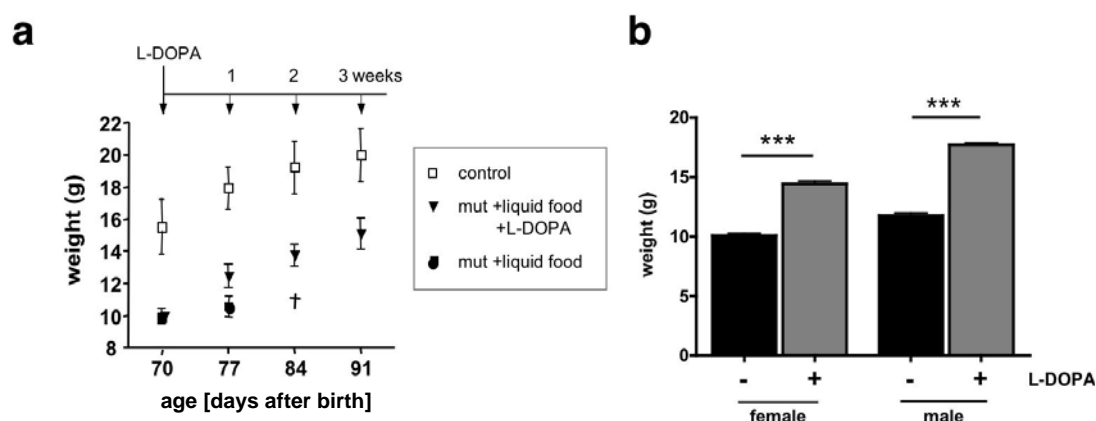 a
L-DOPA
1 2 3 weeks
22
20
18
16
14
12
10
8
weight (g)
70 77 84 91
age [days after birth]
†
control
mut +liquid food
+L-DOPA
mut +liquid food
b
20
15
10
5
0
weight (g)
*** ***
- + - + L-DOPA
female male